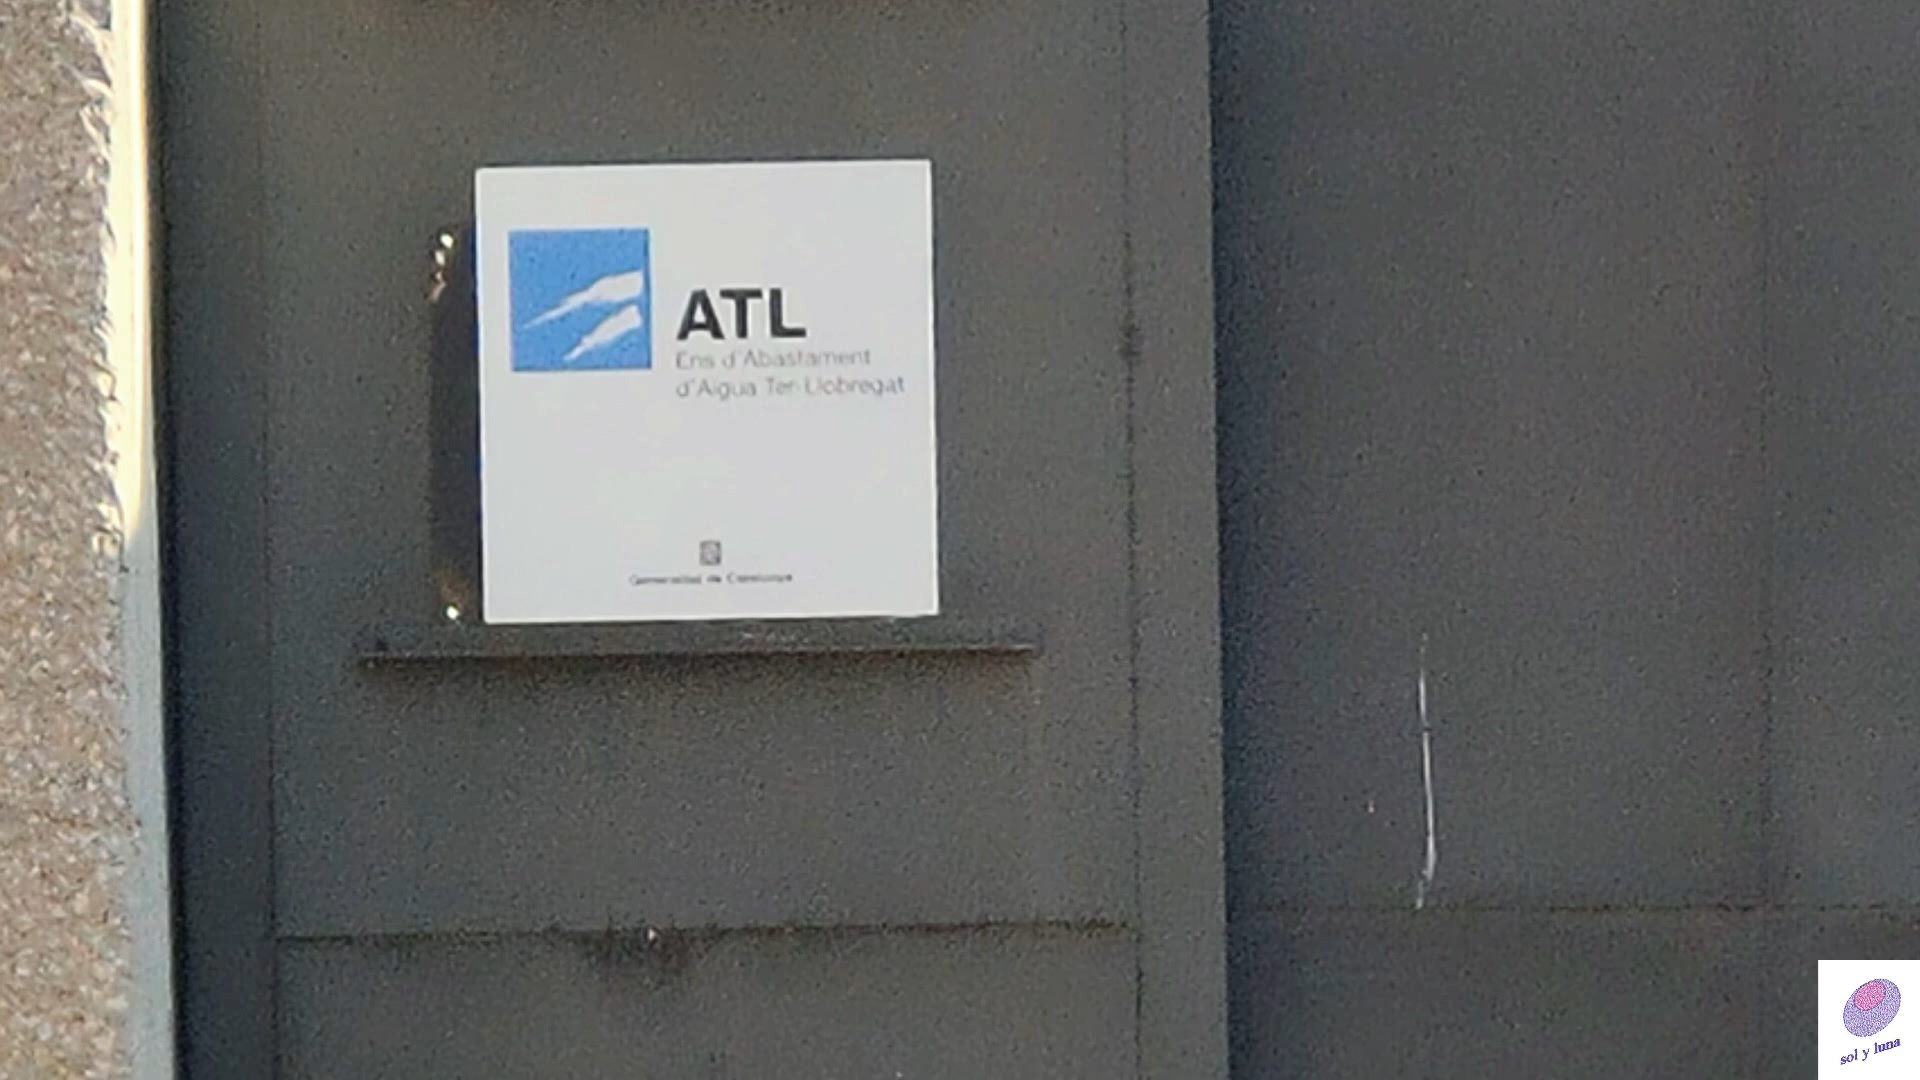 ATL
Ens d'Abastament
d'Aigua Ter-Llobregat
Generalitat de Catalunya
sol y luna